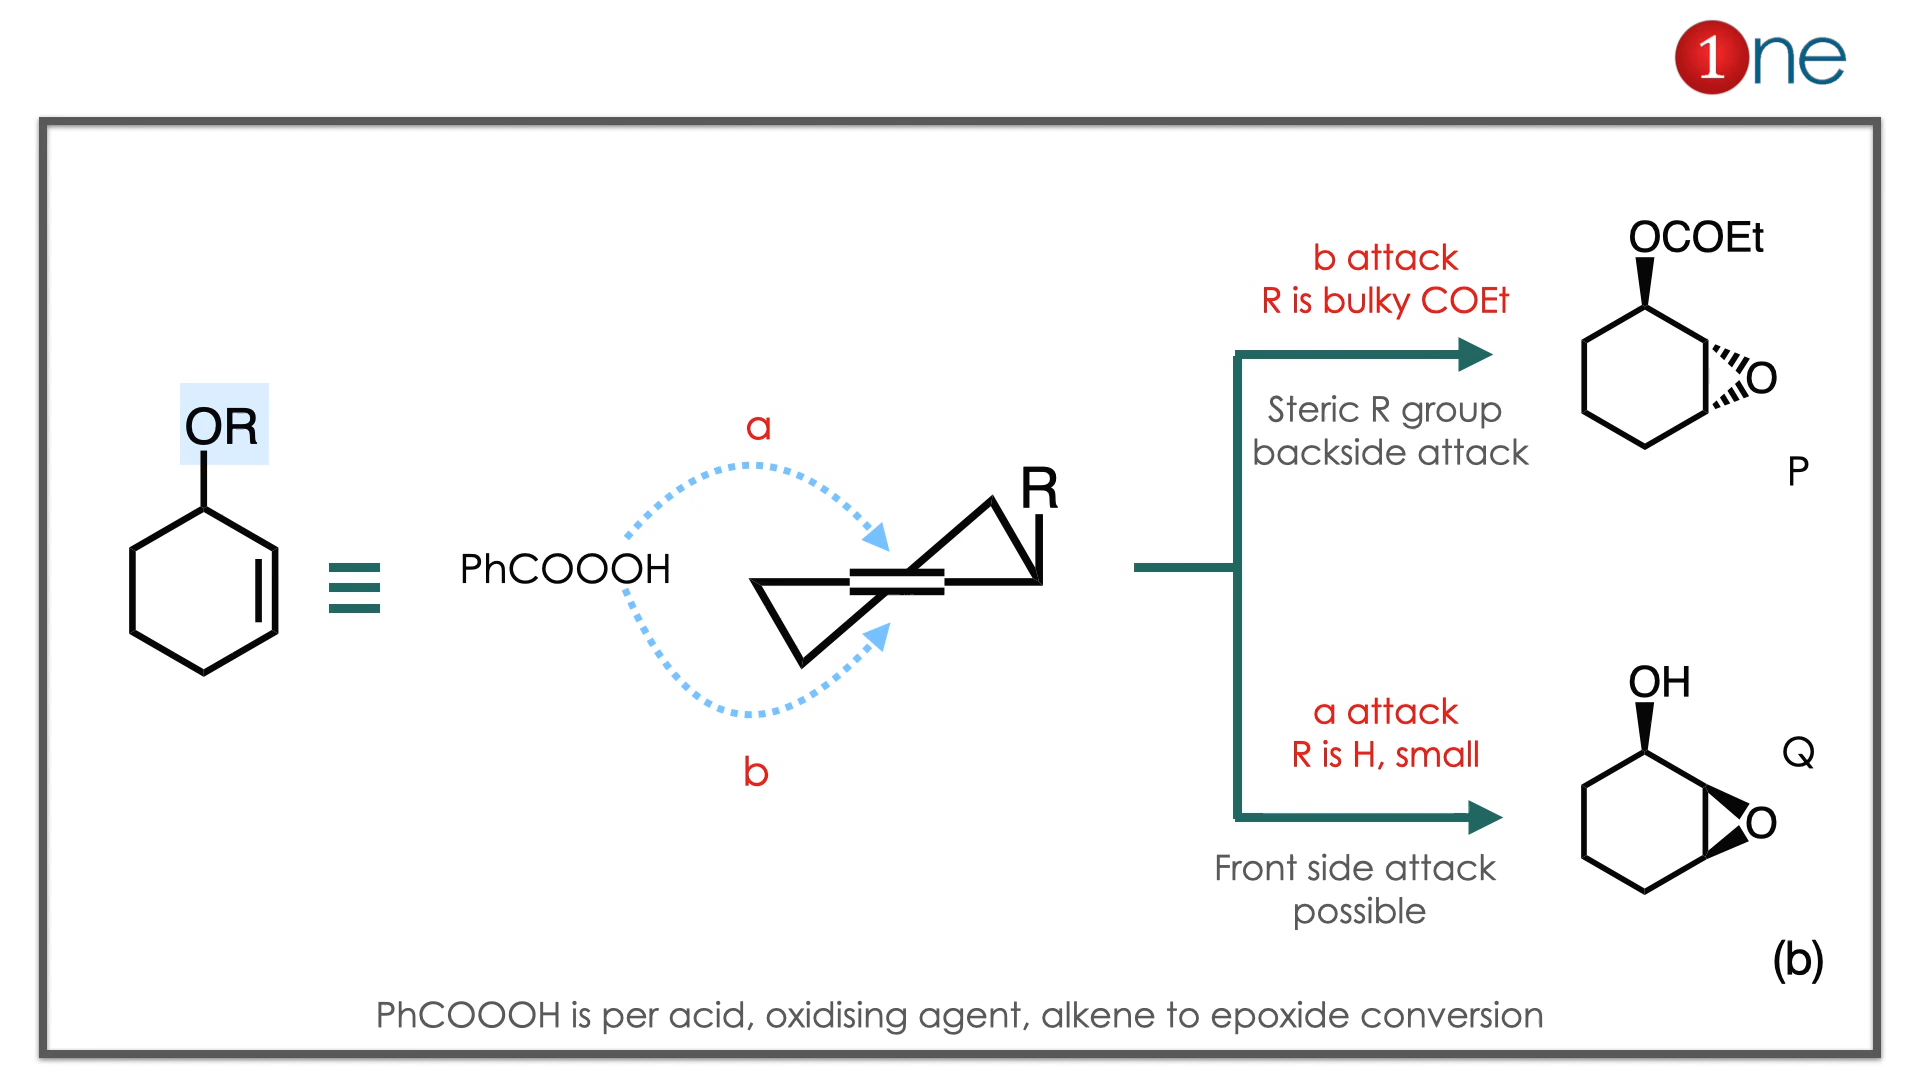 1ne
OCOEt
b attack
R is bulky COEt
O
Steric R group
backside attack
P
OR
a
R
PhCOOOH
OH
a attack
R is H, small
Q
b
O
Front side attack
possible
(b)
PhCOOOH is per acid, oxidising agent, alkene to epoxide conversion